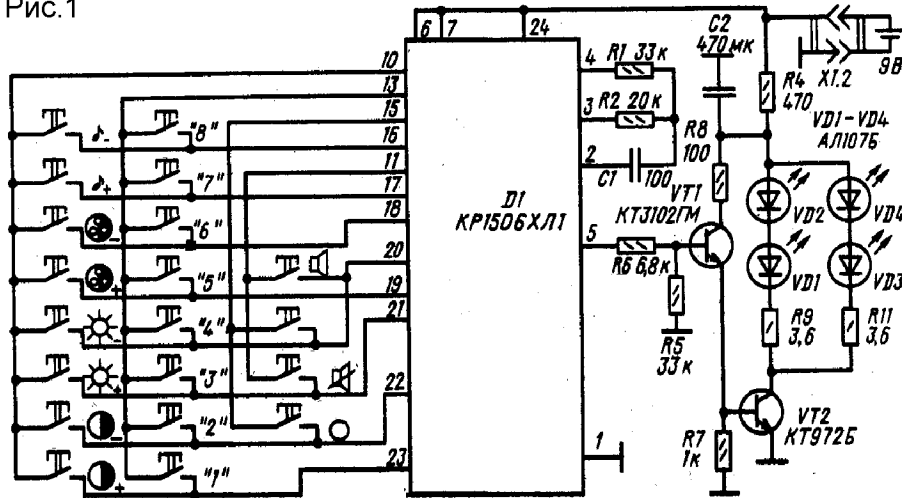 Рис.1
6 7 24
C2
470 мк
10
13
15
16
11
17
18
20
19
21
22
23
4 R1 33к
3 R2 20к
2
C1 100
5
R6 6,8к
1
D1
КР1506ХЛ1
R8
100
VT1
КТ3102ГМ
R5
33к
R7
1к
R4
470
X1.2
9В
VD1-VD4
АЛ107Б
VD2
VD4
VD1
VD3
R9
3,6
R11
3,6
VT2
КТ972Б
♪-
"8"
♪+
"7"
-
"6"
+
"5"
-
"4"
+
"3"
-
"2"
+
"1"